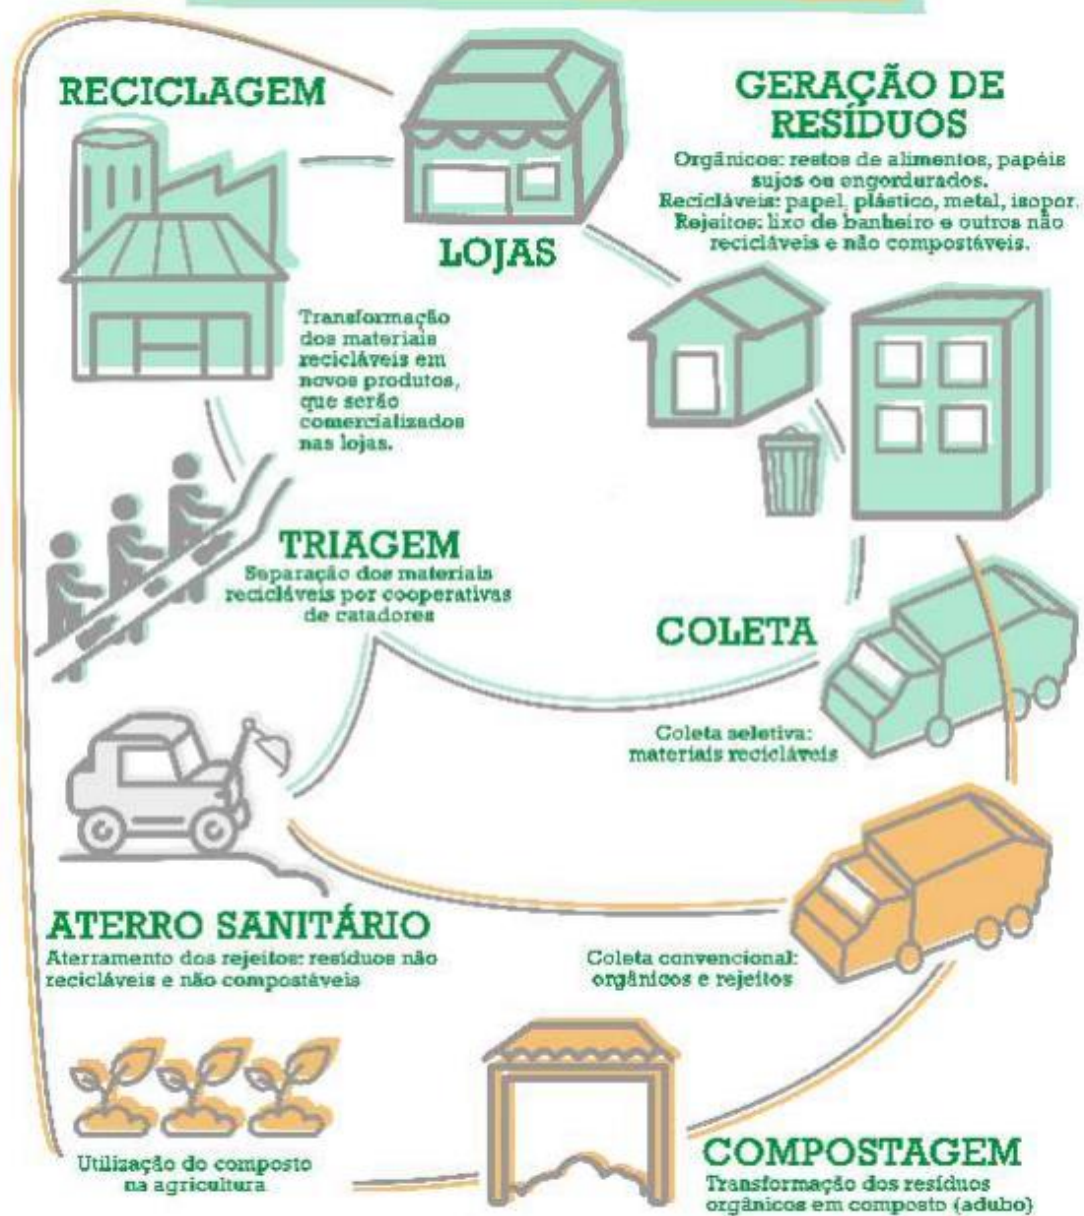 RECICLAGEM
LOJAS
GERAÇÃO DE
RESÍDUOS
Orgânicos: restos de alimentos, papéis
sujos ou engordurados.
Recicláveis: papel, plástico, metal, isopor.
Rejeitos: lixo de banheiro e outros não
recicláveis e não compostáveis.
Transformação
dos materiais
recicláveis em
novos produtos,
que serão
comercializados
nas lojas.
TRIAGEM
Separação dos materiais
recicláveis por cooperativas
de catadores
COLETA
Coleta seletiva:
materiais recicláveis
ATERRO SANITÁRIO
Aterramento dos rejeitos: resíduos não
recicláveis e não compostáveis
Coleta convencional:
orgânicos e rejeitos
Utilização do composto
na agricultura
COMPOSTAGEM
Transformação dos resíduos
orgânicos em composto (adubo)